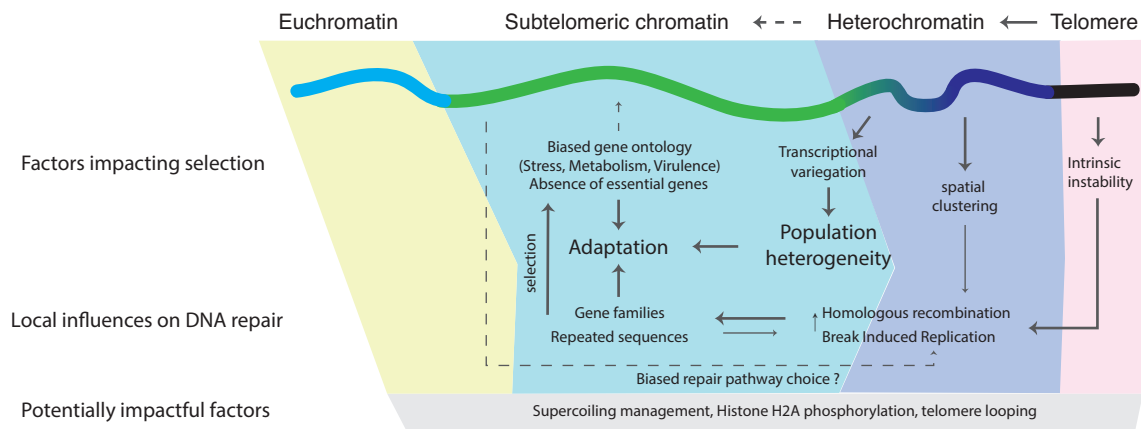 Euchromatin
Subtelomeric chromatin
Heterochromatin
Telomere
Factors impacting selection
Biased gene ontology
(Stress, Metabolism, Virulence)
Absence of essential genes
Transcriptional
variegation
spatial
clustering
Intrinsic
instability
Adaptation
Population
heterogeneity
selection
Local influences on DNA repair
Gene families
Repeated sequences
Homologous recombination
Break Induced Replication
Biased repair pathway choice ?
Potentially impactful factors
Supercoiling management, Histone H2A phosphorylation, telomere looping